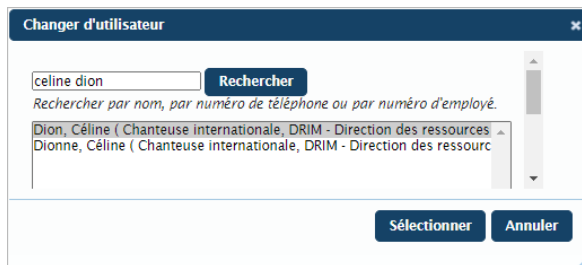 Changer d'utilisateur
celine dion Rechercher
Rechercher par nom, par numéro de téléphone ou par numéro d'employé.
Dion, Céline ( Chanteuse internationale, DRIM - Direction des ressources
Dionne, Céline ( Chanteuse internationale, DRIM - Direction des ressourc
Sélectionner Annuler